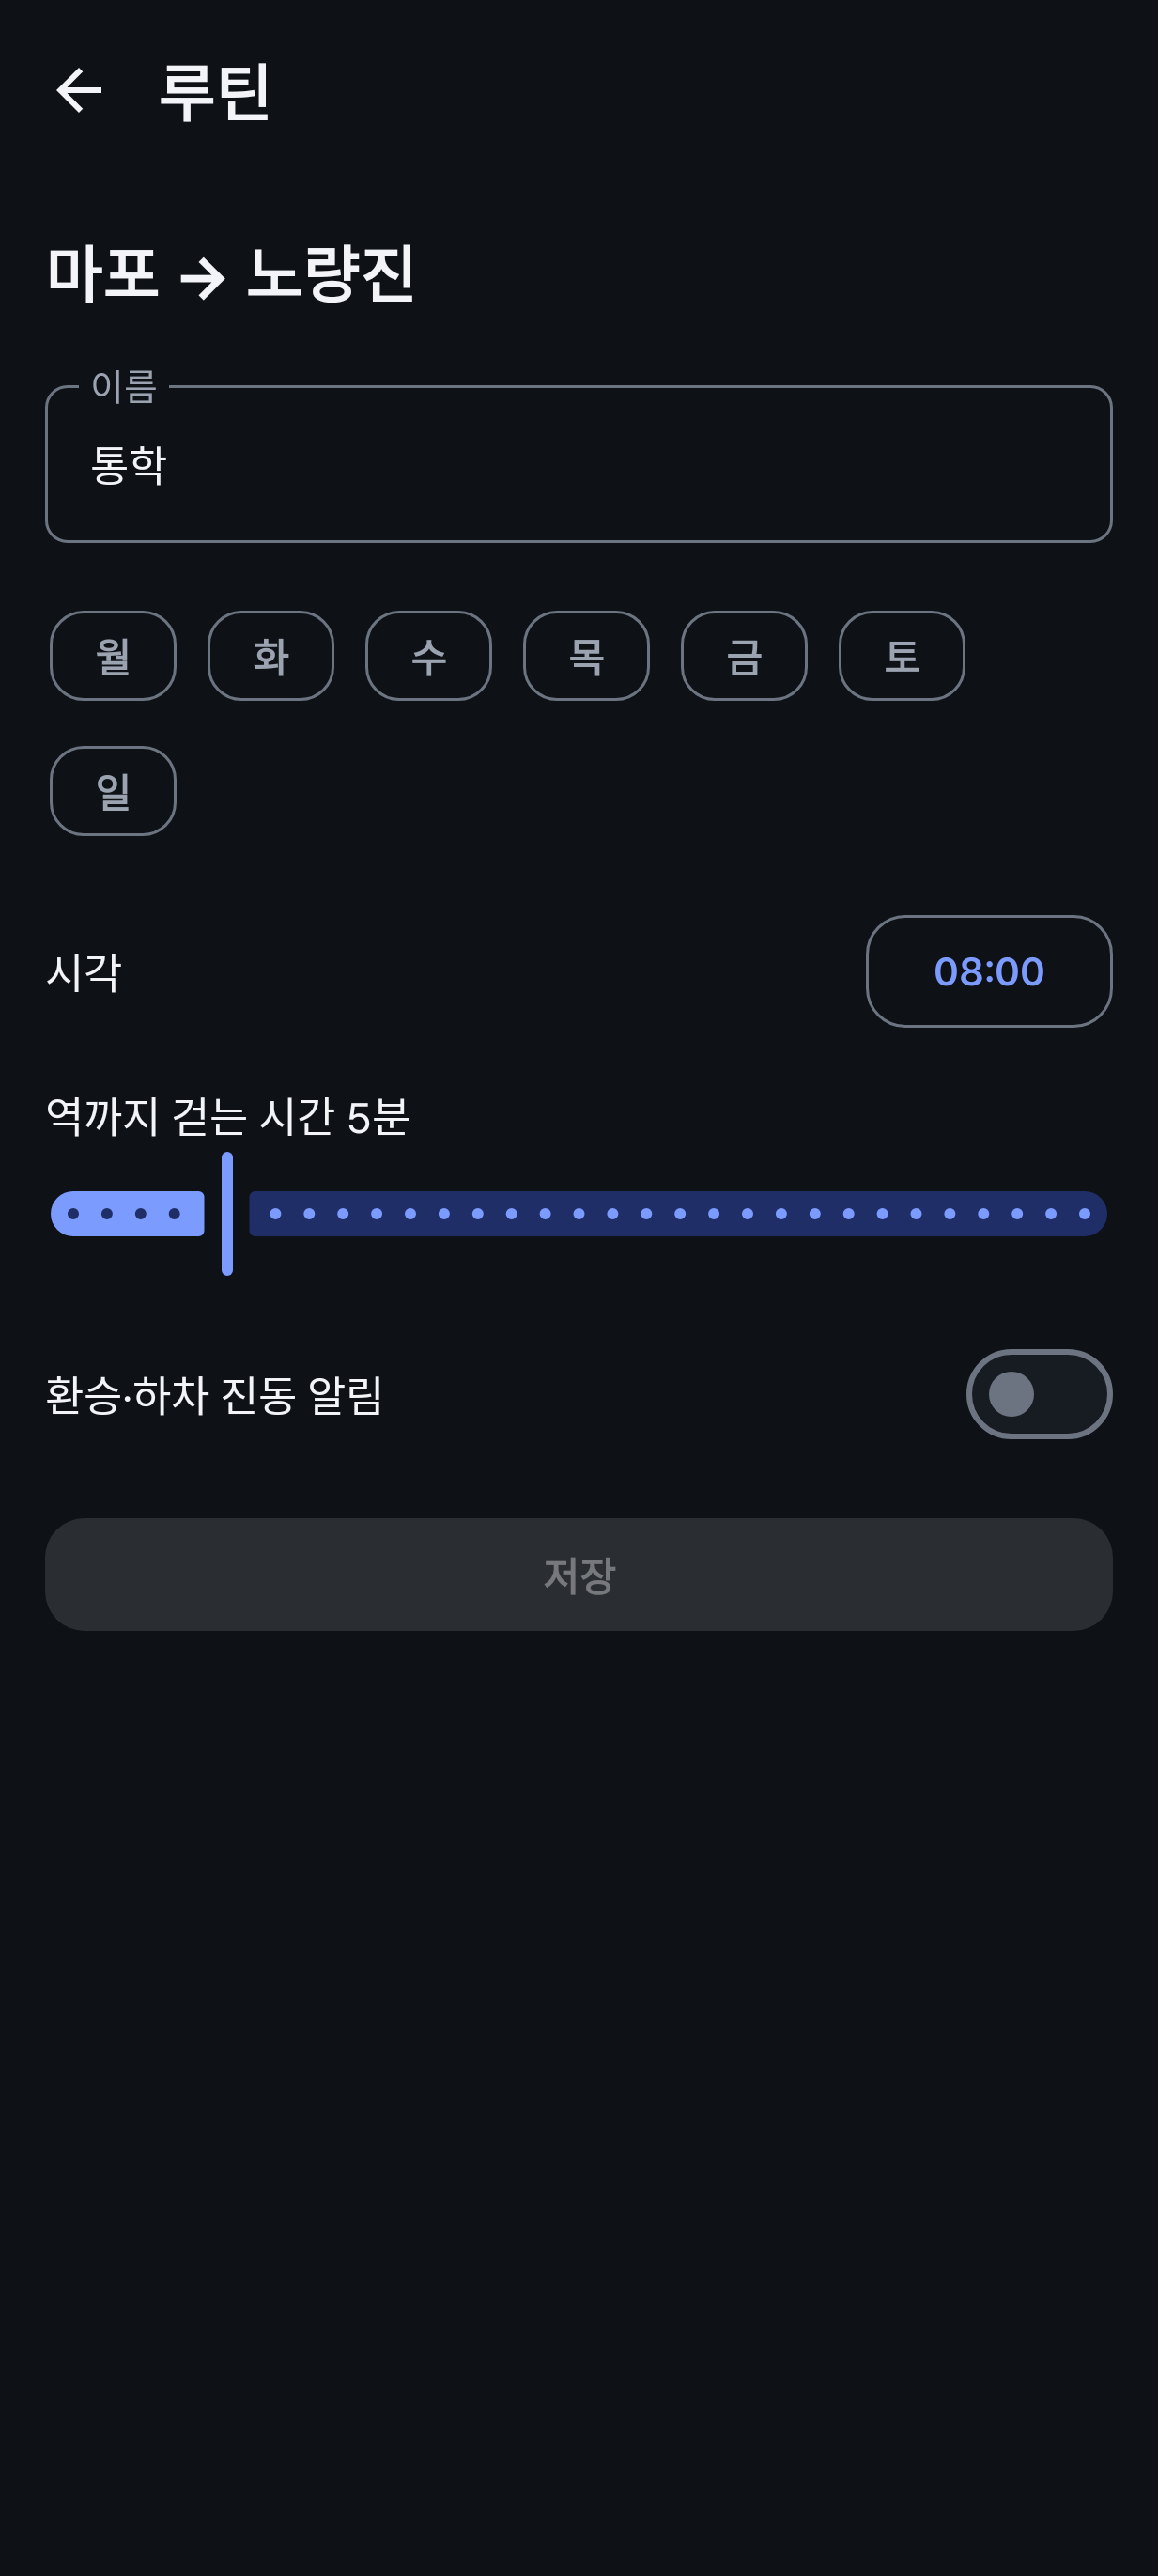 루틴
마포 → 노량진
이름
통학
월 화 수 목 금 토
일
시각 08:00
역까지 걷는 시간 5분
환승·하차 진동 알림
저장